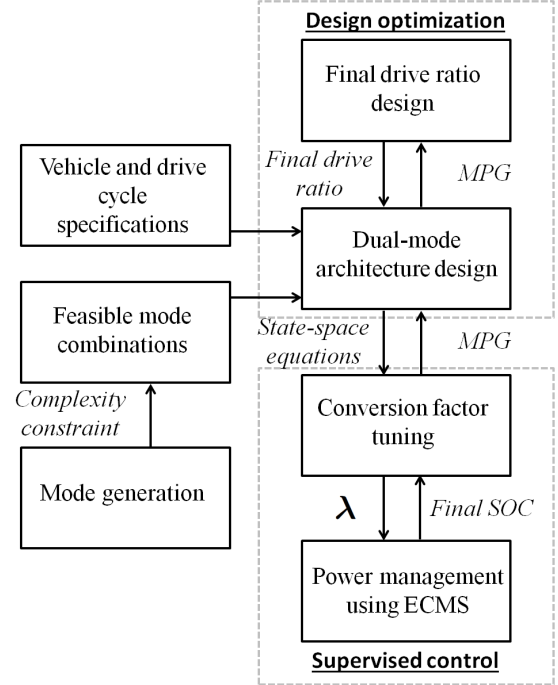 Design optimization
Final drive ratio
design
Final drive
ratio
MPG
Vehicle and drive
cycle
specifications
Dual-mode
architecture design
Feasible mode
combinations
State-space
equations
MPG
Complexity
constraint
Conversion factor
tuning
Mode generation
λ
Final SOC
Power management
using ECMS
Supervised control